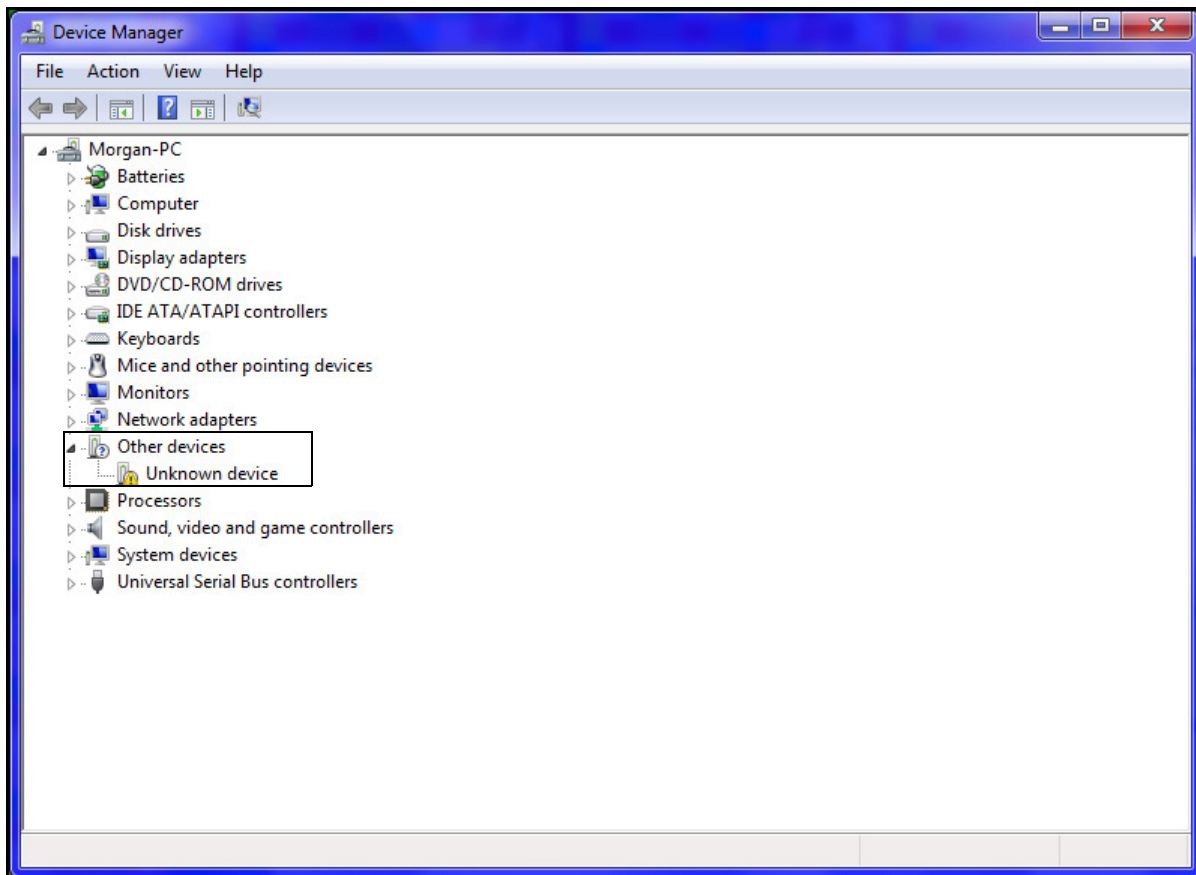 Device Manager
File Action View Help
Morgan-PC
Batteries
Computer
Disk drives
Display adapters
DVD/CD-ROM drives
IDE ATA/ATAPI controllers
Keyboards
Mice and other pointing devices
Monitors
Network adapters
Other devices
Unknown device
Processors
Sound, video and game controllers
System devices
Universal Serial Bus controllers